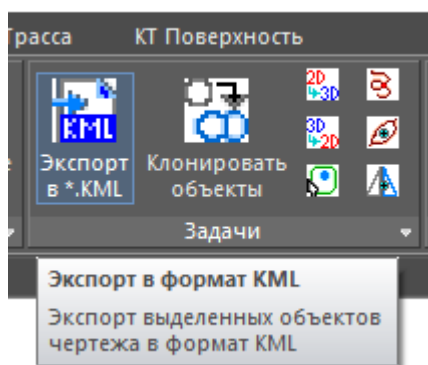 Трасса КТ Поверхность
KML
2D
3D
3D
2D
Экспорт
в *.KML
Клонировать
объекты
Задачи
Экспорт в формат KML
Экспорт выделенных объектов
чертежа в формат KML